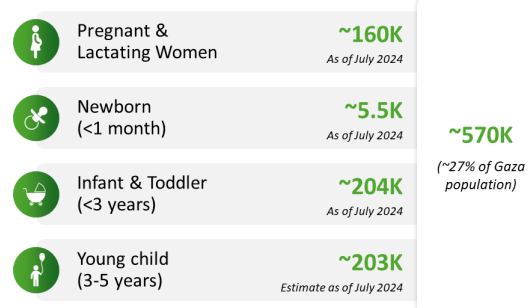 Pregnant &
Lactating Women
~160K
As of July 2024
Newborn
(<1 month)
~5.5K
As of July 2024
Infant & Toddler
(<3 years)
~204K
As of July 2024
Young child
(3-5 years)
~203K
Estimate as of July 2024
~570K
(~27% of Gaza
population)